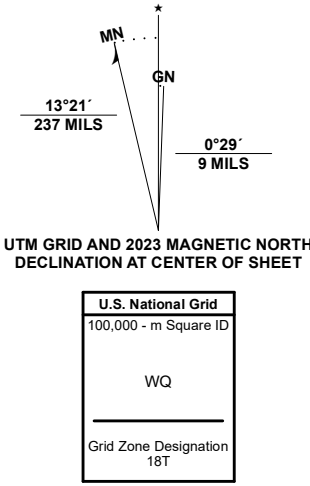 ★
MN
GN
13°21´
237 MILS
0°29´
9 MILS
UTM GRID AND 2023 MAGNETIC NORTH
DECLINATION AT CENTER OF SHEET
U.S. National Grid
100,000 - m Square ID
WQ
Grid Zone Designation
18T